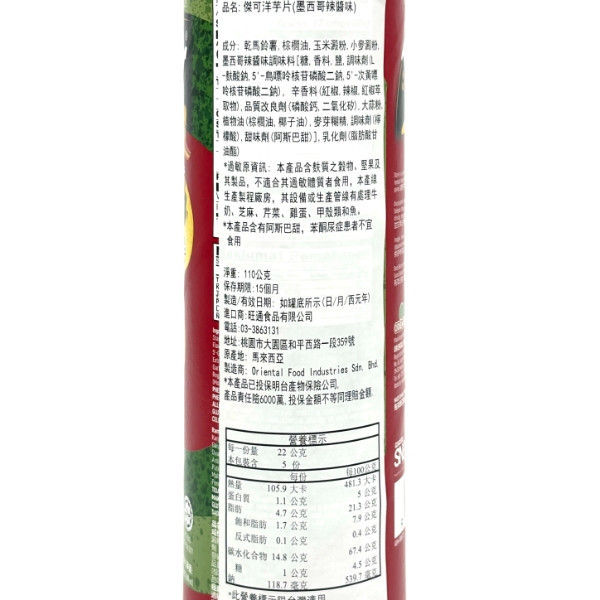 品名: 傑可洋芋片(墨西哥辣醬味)
成分: 乾馬鈴薯, 棕櫚油, 玉米澱粉, 小麥澱粉,
墨西哥辣醬味調味料[糖, 香料, 鹽, 調味劑(L
-麩酸鈉, 5'-鳥嘌呤核苷磷酸二鈉, 5'-次黃嘌
呤核苷磷酸二鈉), 辛香料(紅椒, 辣椒, 紅椒萃
取物), 品質改良劑(磷酸鈣, 二氧化矽), 大蒜粉,
植物油(棕櫚油, 椰子油), 麥芽糊精, 調味劑(檸
檬酸), 甜味劑(阿斯巴甜)], 乳化劑(脂肪酸甘
油酯)
*過敏原資訊: 本產品含有麩質之穀物、堅果及
其製品, 不適合其過敏體質者食用, 本產線
生產製程廠房, 其設備或生產管線有處理牛
奶、芝麻、芹菜、雞蛋、甲殼類和魚。
*本產品含有阿斯巴甜, 苯酮尿症患者不宜
食用
淨重: 110公克
保存期限:15個月
製造/有效日期: 如罐底所示(日/月/西元年)
進口商: 旺通食品有限公司
電話:03-3863131
地址:桃園市大園區和平西路一段359號
原產地: 馬來西亞
製造商: Oriental Food Industries Sdn. Bhd.
*本產品已投保明台產物保險公司,
產品責任險6000萬, 投保金額不等同理賠金額.
營養標示
每一份量 22 公克
本包裝含 5 份
每份 每100公克
熱量 105.9 大卡 481.3 大卡
蛋白質 1.1 公克 5 公克
脂肪 4.7 公克 21.3 公克
飽和脂肪 1.7 公克 7.9 公克
反式脂肪 0.1 公克 0.4 公克
碳水化合物 14.8 公克 67.4 公克
糖 1 公克 4.5 公克
鈉 118.7 毫克 539.7 毫克
*此營養標示限台灣適用